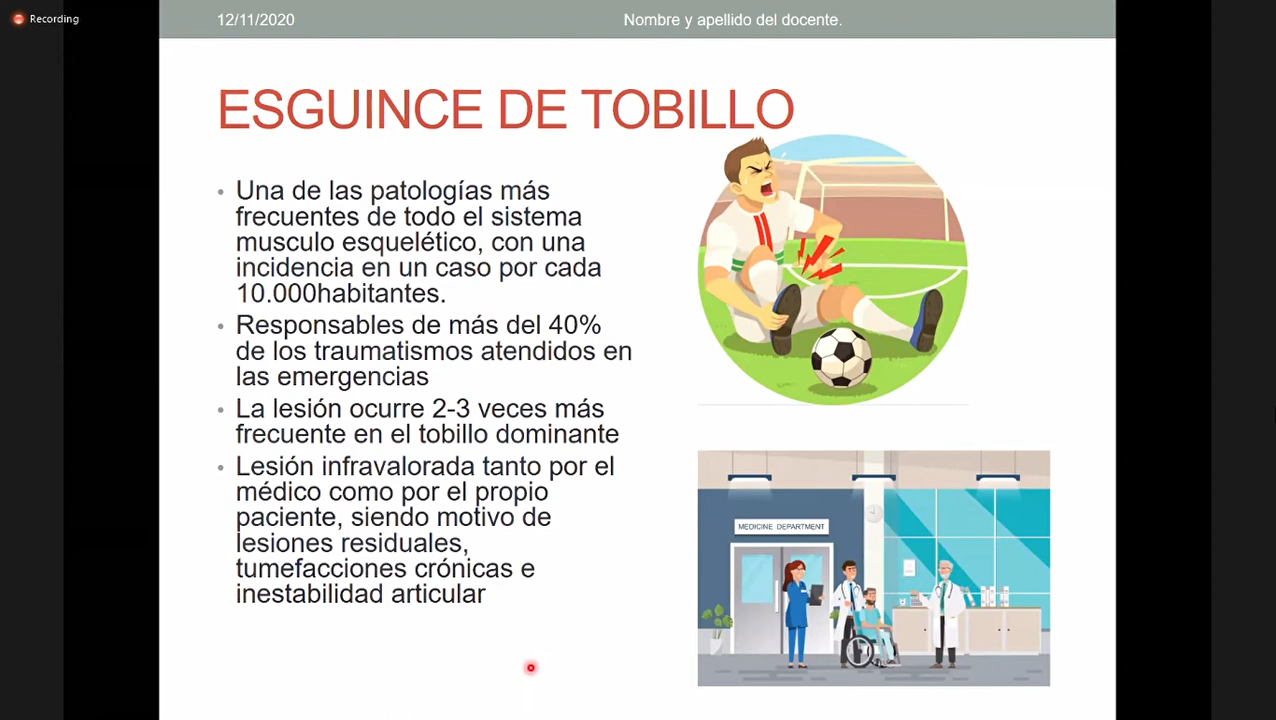 Recording
12/11/2020
Nombre y apellido del docente.
ESGUINCE DE TOBILLO
• Una de las patologías más
frecuentes de todo el sistema
musculo esquelético, con una
incidencia en un caso por cada
10.000habitantes.
• Responsables de más del 40%
de los traumatismos atendidos en
las emergencias
• La lesión ocurre 2-3 veces más
frecuente en el tobillo dominante
• Lesión infravalorada tanto por el
médico como por el propio
paciente, siendo motivo de
lesiones residuales,
tumefacciones crónicas e
inestabilidad articular
MEDICINE DEPARTMENT